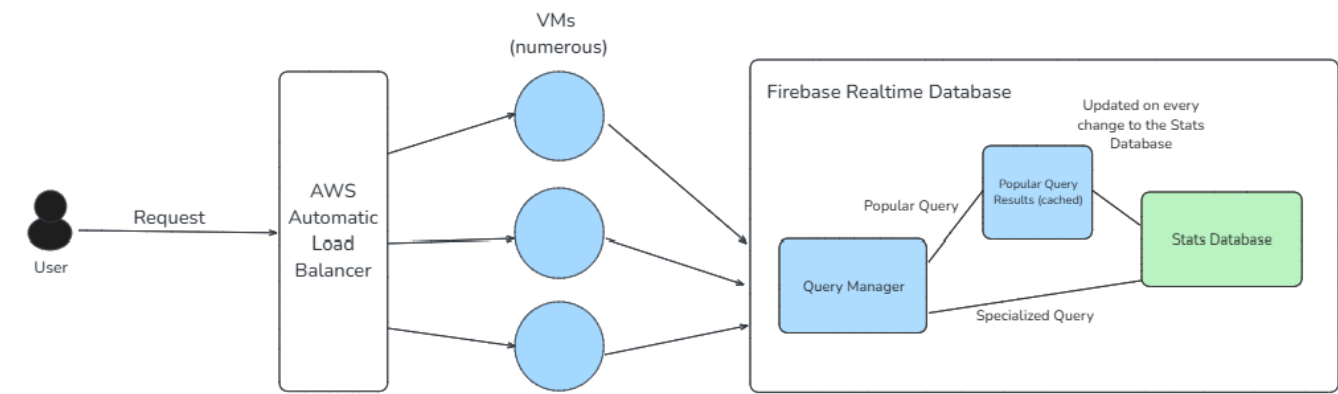 VMs
(numerous)
Firebase Realtime Database
Updated on every
change to the Stats
Database
AWS
Automatic
Load
Balancer
Request
User
Popular Query
Popular Query
Results (cached)
Stats Database
Query Manager
Specialized Query